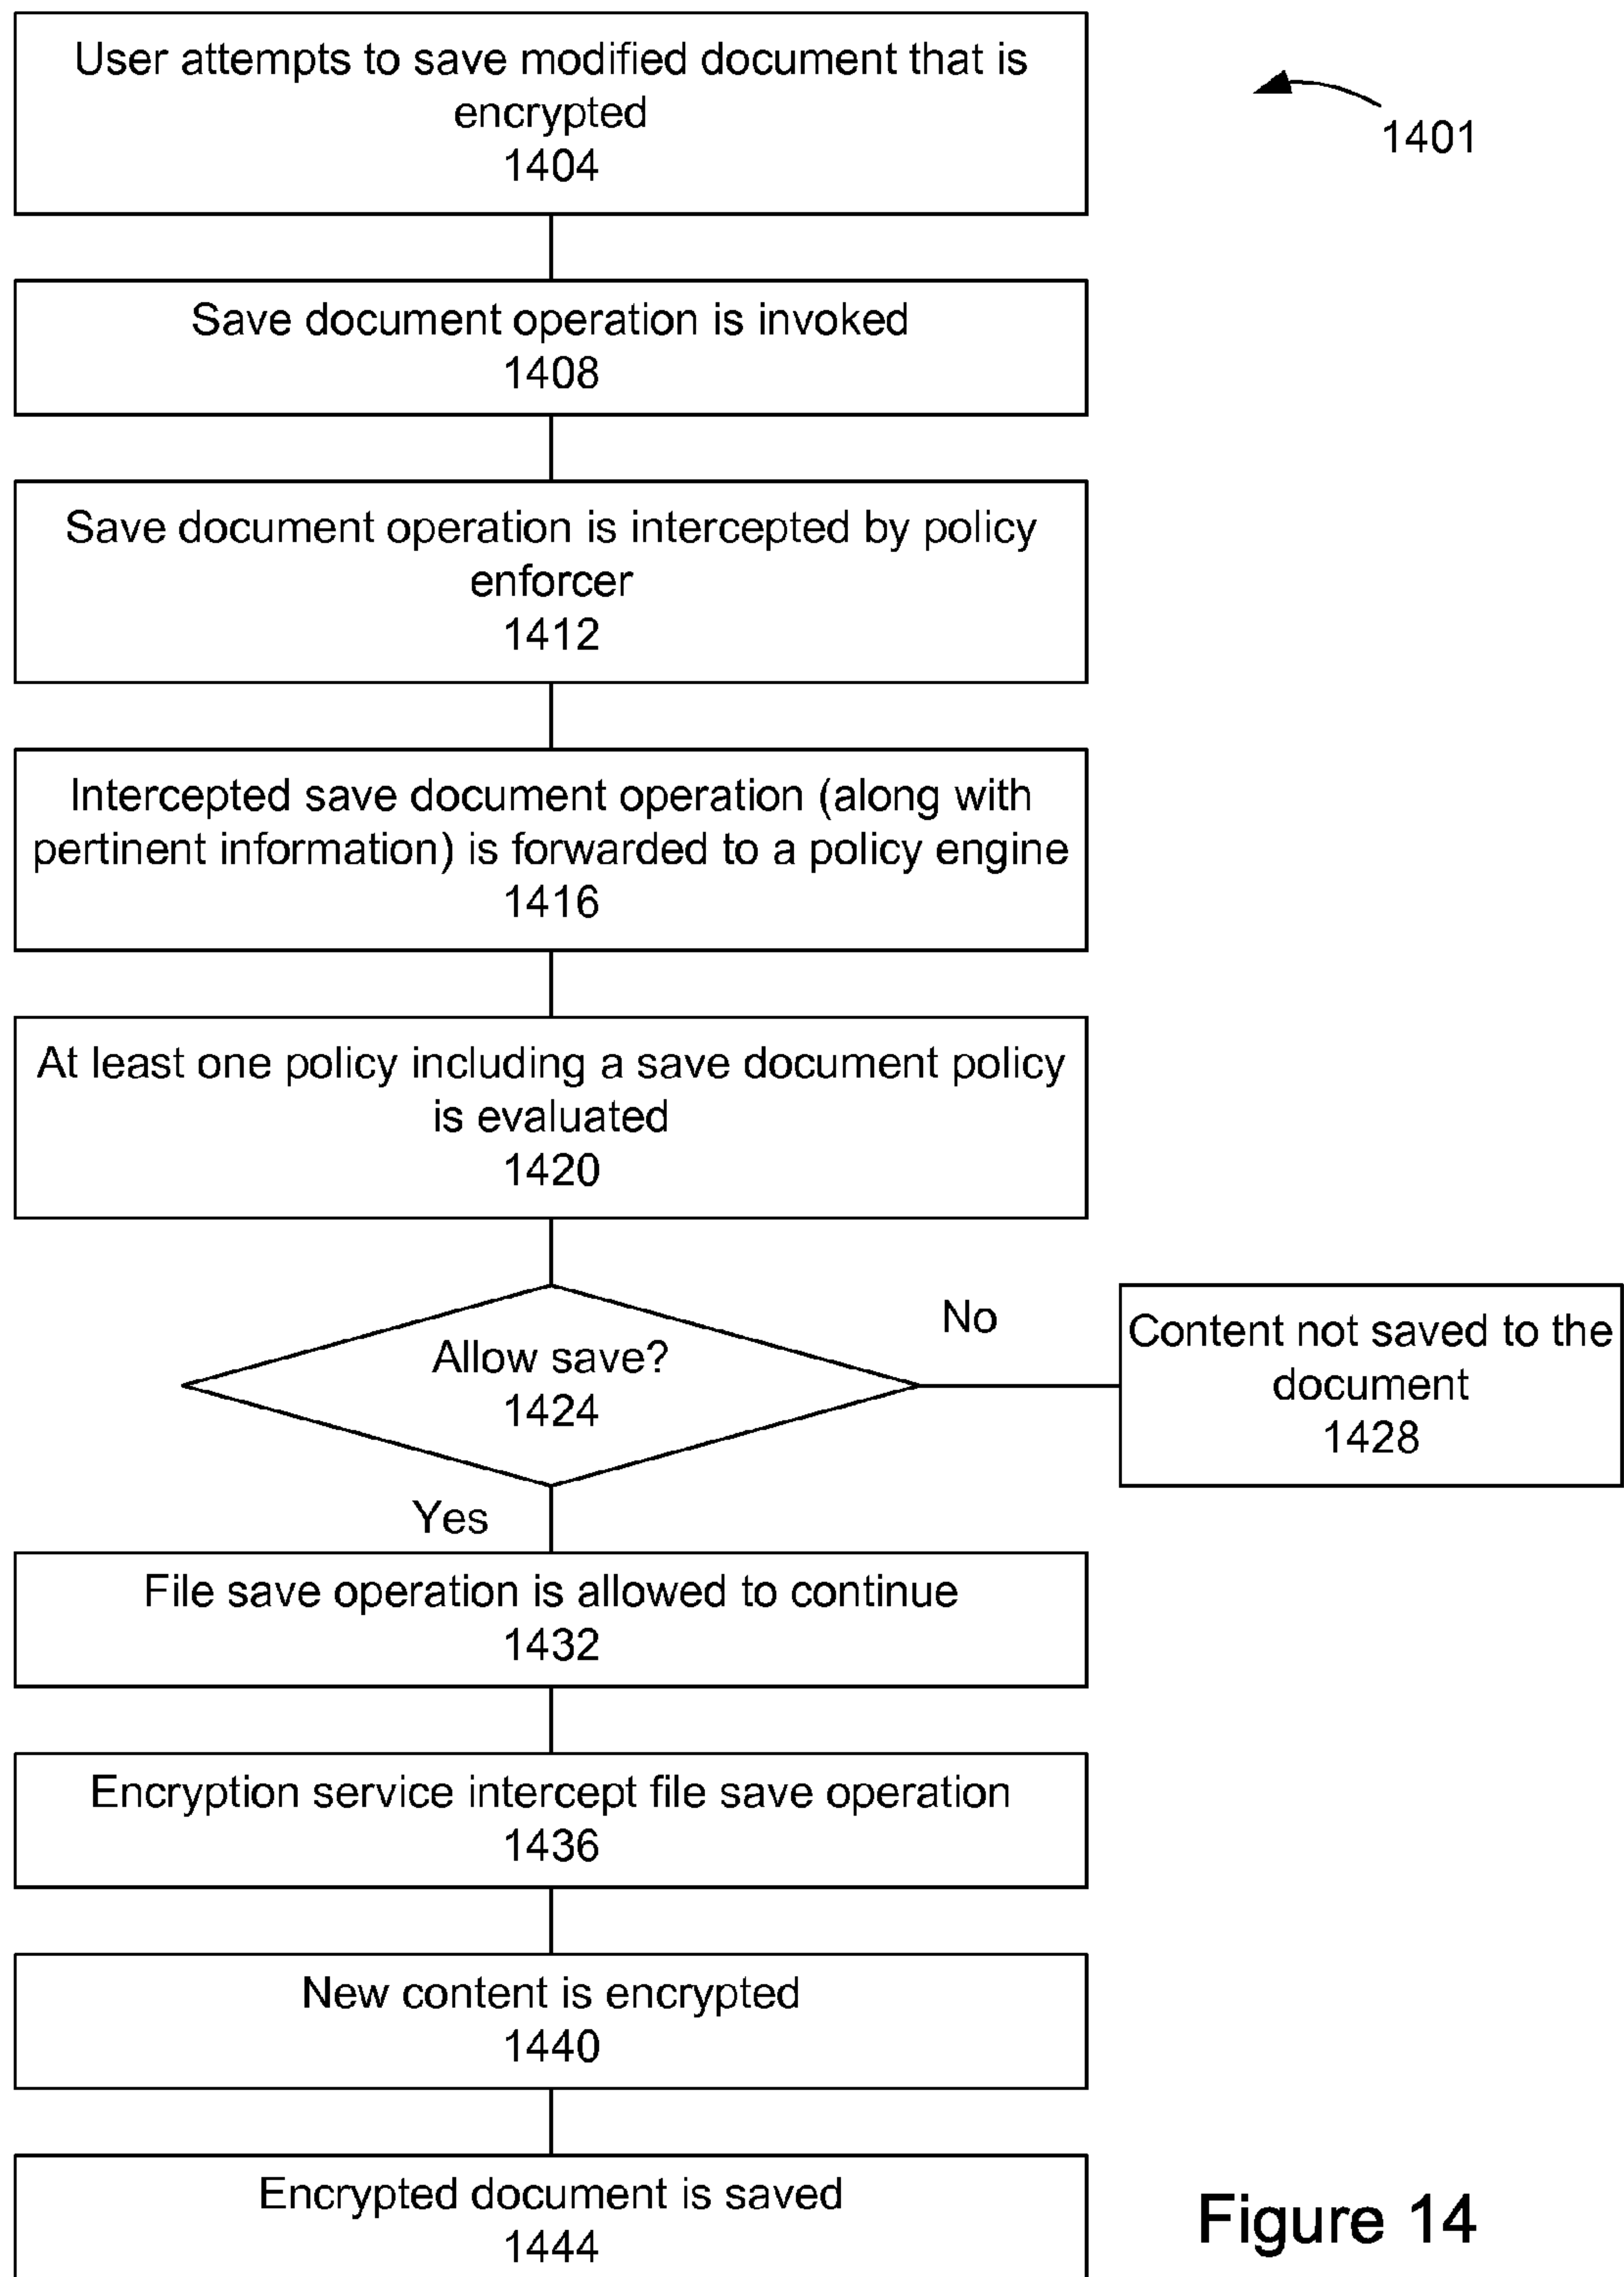 User attempts to save modified document that is
encrypted
1404
1401
Save document operation is invoked
1408
Save document operation is intercepted by policy
enforcer
1412
Intercepted save document operation (along with
pertinent information) is forwarded to a policy engine
1416
At least one policy including a save document policy
is evaluated
1420
Allow save?
1424
No
Content not saved to the
document
1428
Yes
File save operation is allowed to continue
1432
Encryption service intercept file save operation
1436
New content is encrypted
1440
Encrypted document is saved
1444
Figure 14